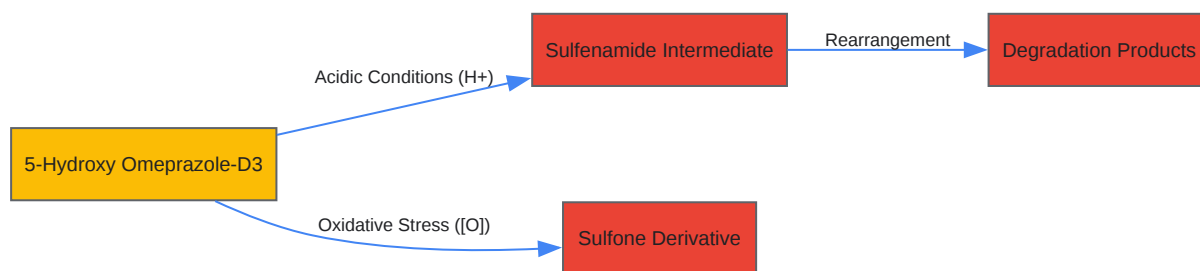 Sulfenamide Intermediate
Rearrangement
Degradation Products
Acidic Conditions (H+)
5-Hydroxy Omeprazole-D3
Oxidative Stress ([O])
Sulfone Derivative